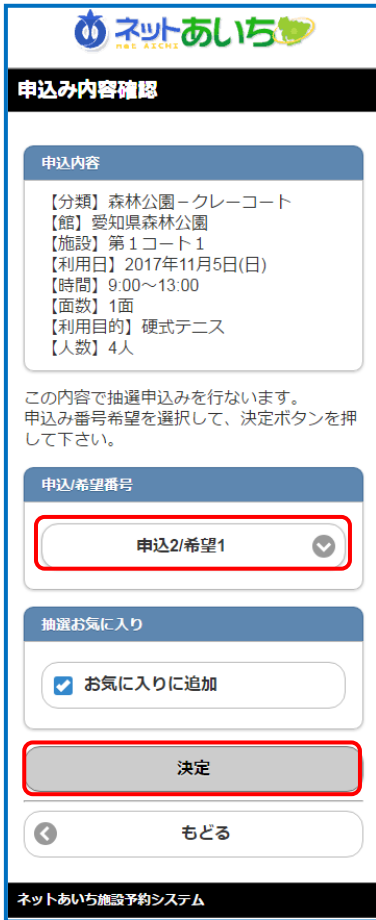 ネットあいち
net AICHI
申込み内容確認
申込内容
【分類】森林公園－クレーコート
【館】愛知県森林公園
【施設】第１コート１
【利用日】2017年11月5日(日)
【時間】9:00～13:00
【面数】1面
【利用目的】硬式テニス
【人数】4人
この内容で抽選申込みを行ないます。
申込み番号希望を選択して、決定ボタンを押
して下さい。
申込/希望番号
申込2/希望1
抽選お気に入り
お気に入りに追加
決定
もどる
ネットあいち施設予約システム